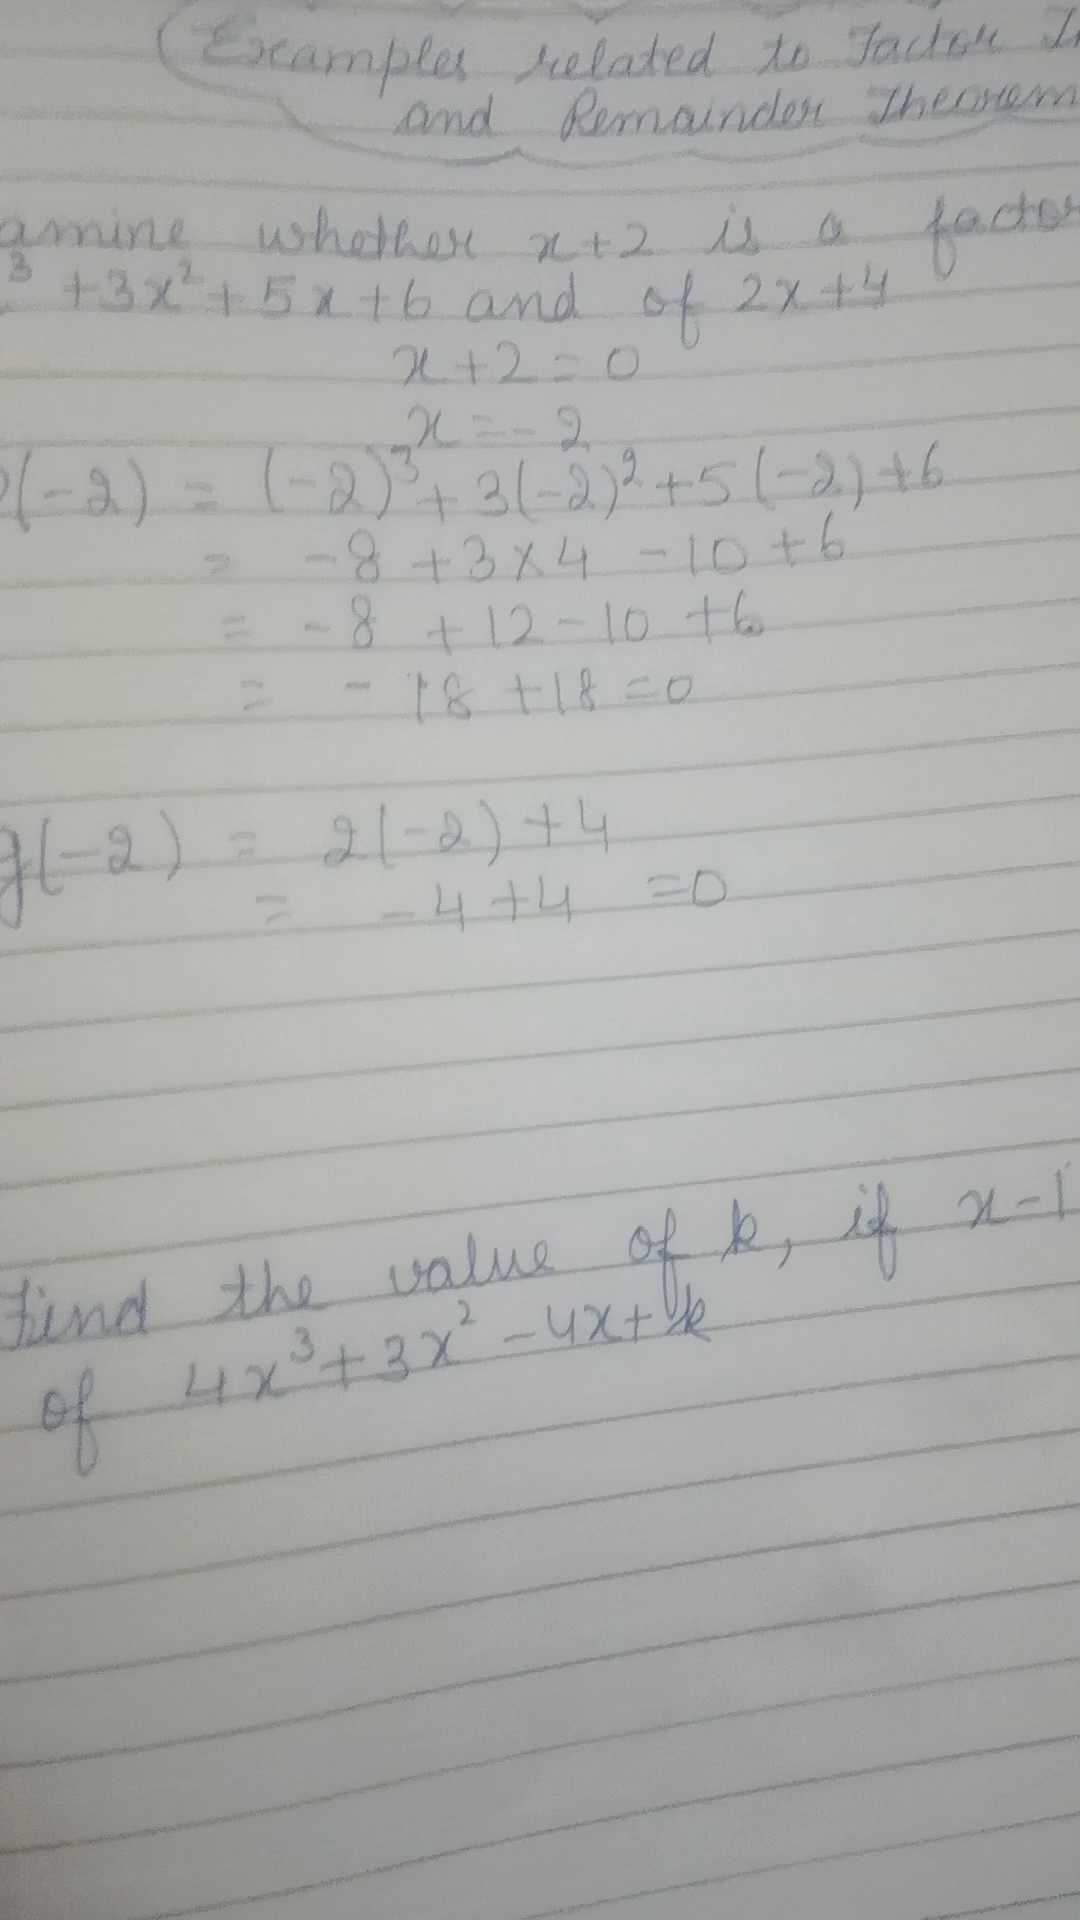 Examples related to Factor
and Remainder Theorem
amine whether x+2 is a factor
³ +3x²+5x+6 and of 2x+4
x+2=0
x=-2
(-2) = (-2)³+3(-2)²+5(-2)+6
= -8+3×4-10+6
= -8+12-10+6
= -18+18=0
(-2) = 2(-2)+4
= -4+4 =0
Find the value of k, if x-1
of 4x³+3x²-4x+k